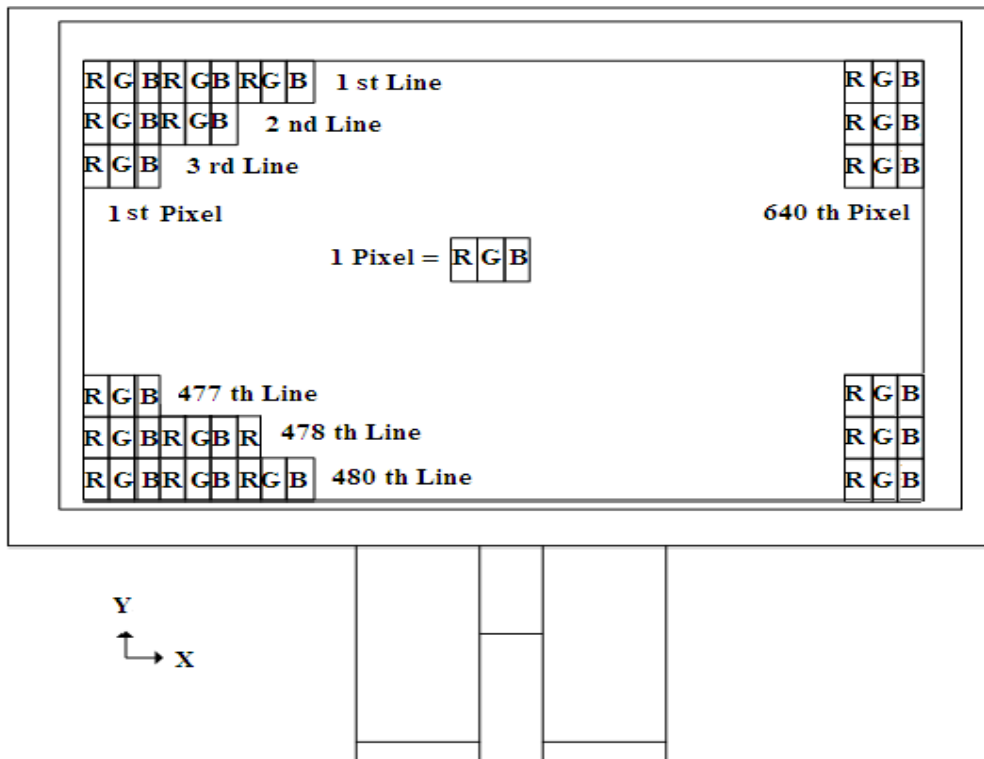 R G B R G B R G B 1 st Line R G B
R G B R G B 2 nd Line R G B
R G B 3 rd Line R G B
1 st Pixel 640 th Pixel
1 Pixel = R G B
R G B 477 th Line R G B
R G B R G B R 478 th Line R G B
R G B R G B R G B 480 th Line R G B
Y
X